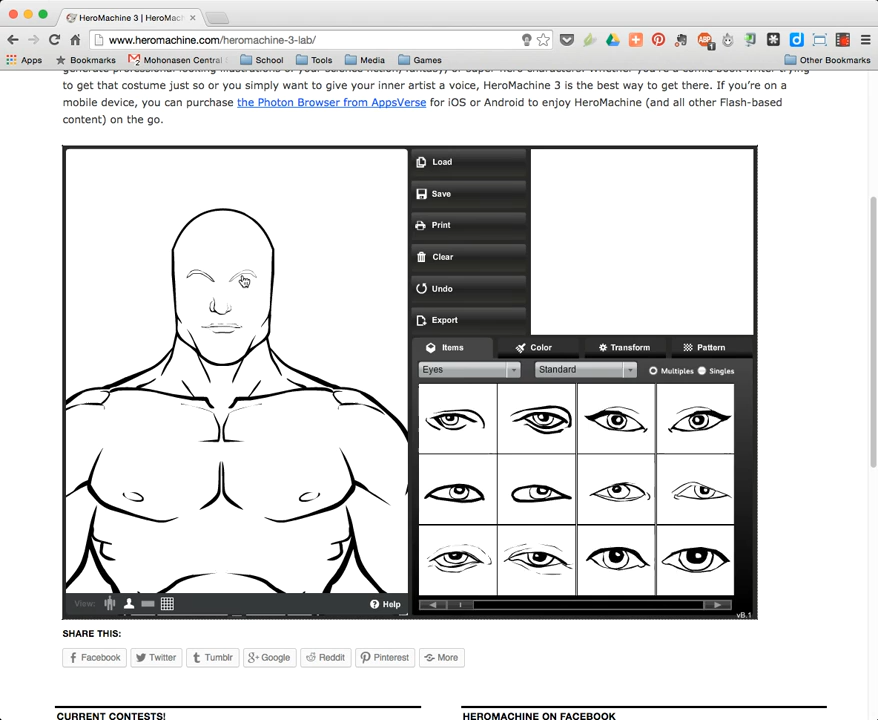 HeroMachine 3 | HeroMac
www.heromachine.com/heromachine-3-lab/
Apps
Bookmarks
Mohonasen Central
School
Tools
Media
Games
Other Bookmarks
to get that costume just so or you simply want to give your inner artist a voice, HeroMachine 3 is the best way to get there. If you're on a
mobile device, you can purchase the Photon Browser from AppsVerse for iOS or Android to enjoy HeroMachine (and all other Flash-based
content) on the go.
Load
Save
Print
Clear
Undo
Export
Items
Color
Transform
Pattern
Eyes
Standard
Multiples
Singles
View:
Help
vB.1
SHARE THIS:
Facebook
Twitter
Tumblr
Google
Reddit
Pinterest
More
CURRENT CONTESTS!
HEROMACHINE ON FACEBOOK